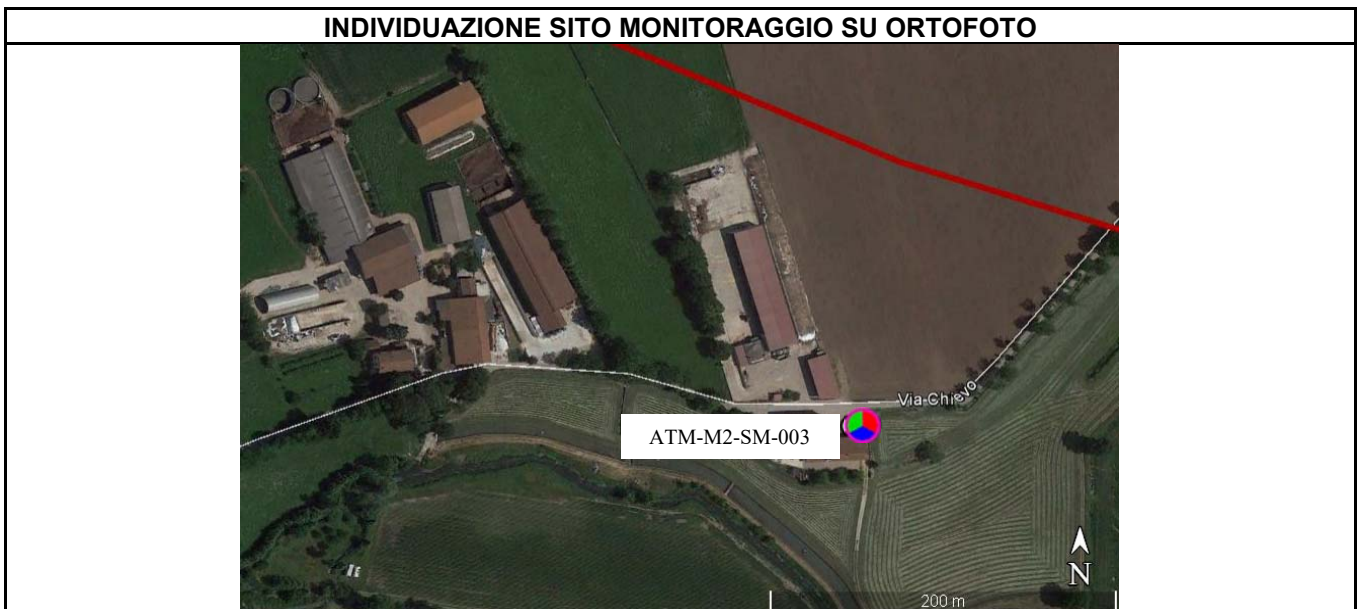 INDIVIDUAZIONE SITO MONITORAGGIO SU ORTOFOTO
Via Chievo
ATM-M2-SM-003
N
200 m